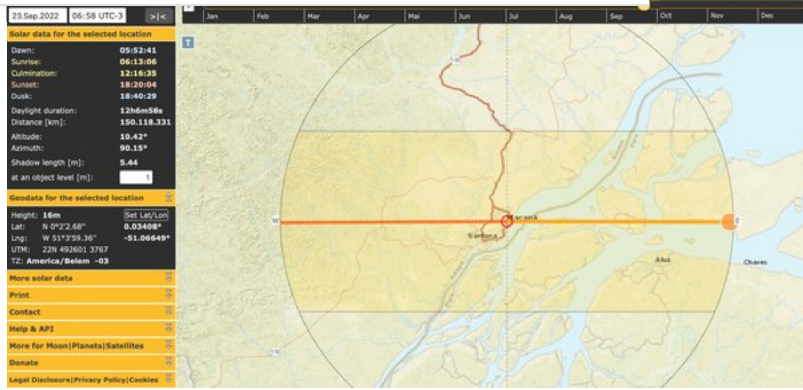 23.Sep.2022 06:58 UTC-3 >|<
Jan Feb Mar Apr Mai Jun Jul Aug Sep Oct Nov Dec
Solar data for the selected location
Dawn: 05:52:41
Sunrise: 06:13:06
Culmination: 12:16:35
Sunset: 18:20:04
Dusk: 18:40:29
Daylight duration: 12h6m58s
Distance [km]: 150.118.331
Altitude: 10.42°
Azimuth: 90.15°
Shadow length [m]: 5.44
at an object level [m]: 1
Geodata for the selected location
Height: 16m Set Lat/Lon
Lat: N 0°2'2.68" 0.03408°
Lng: W 51°3'59.36" -51.06649°
UTM: 22N 492601 3767
TZ: America/Belem -03
More solar data
Print
Contact
Help & API
More for Moon|Planets|Satellites
Donate
Legal Disclosure|Privacy Policy|Cookies
T
W
E
Santana
Afuá
Chaves